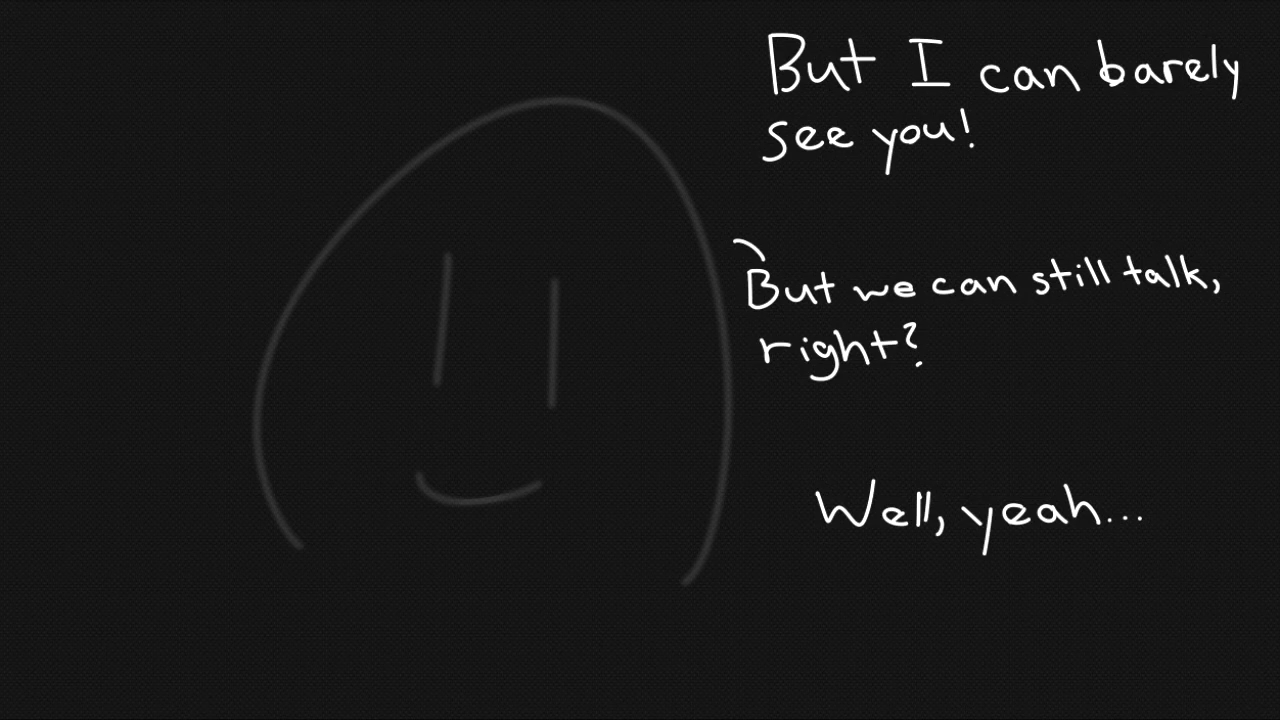 But I can barely
see you!
But we can still talk,
right?
Well, yeah...